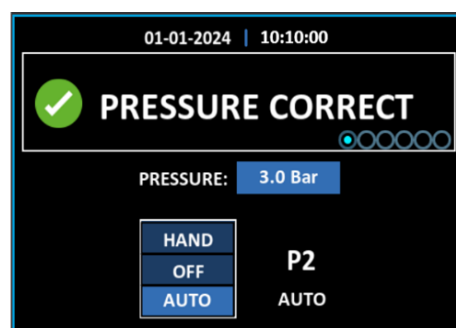 01-01-2024 | 10:10:00
PRESSURE CORRECT
PRESSURE: 3.0 Bar
HAND
OFF
AUTO
P2
AUTO